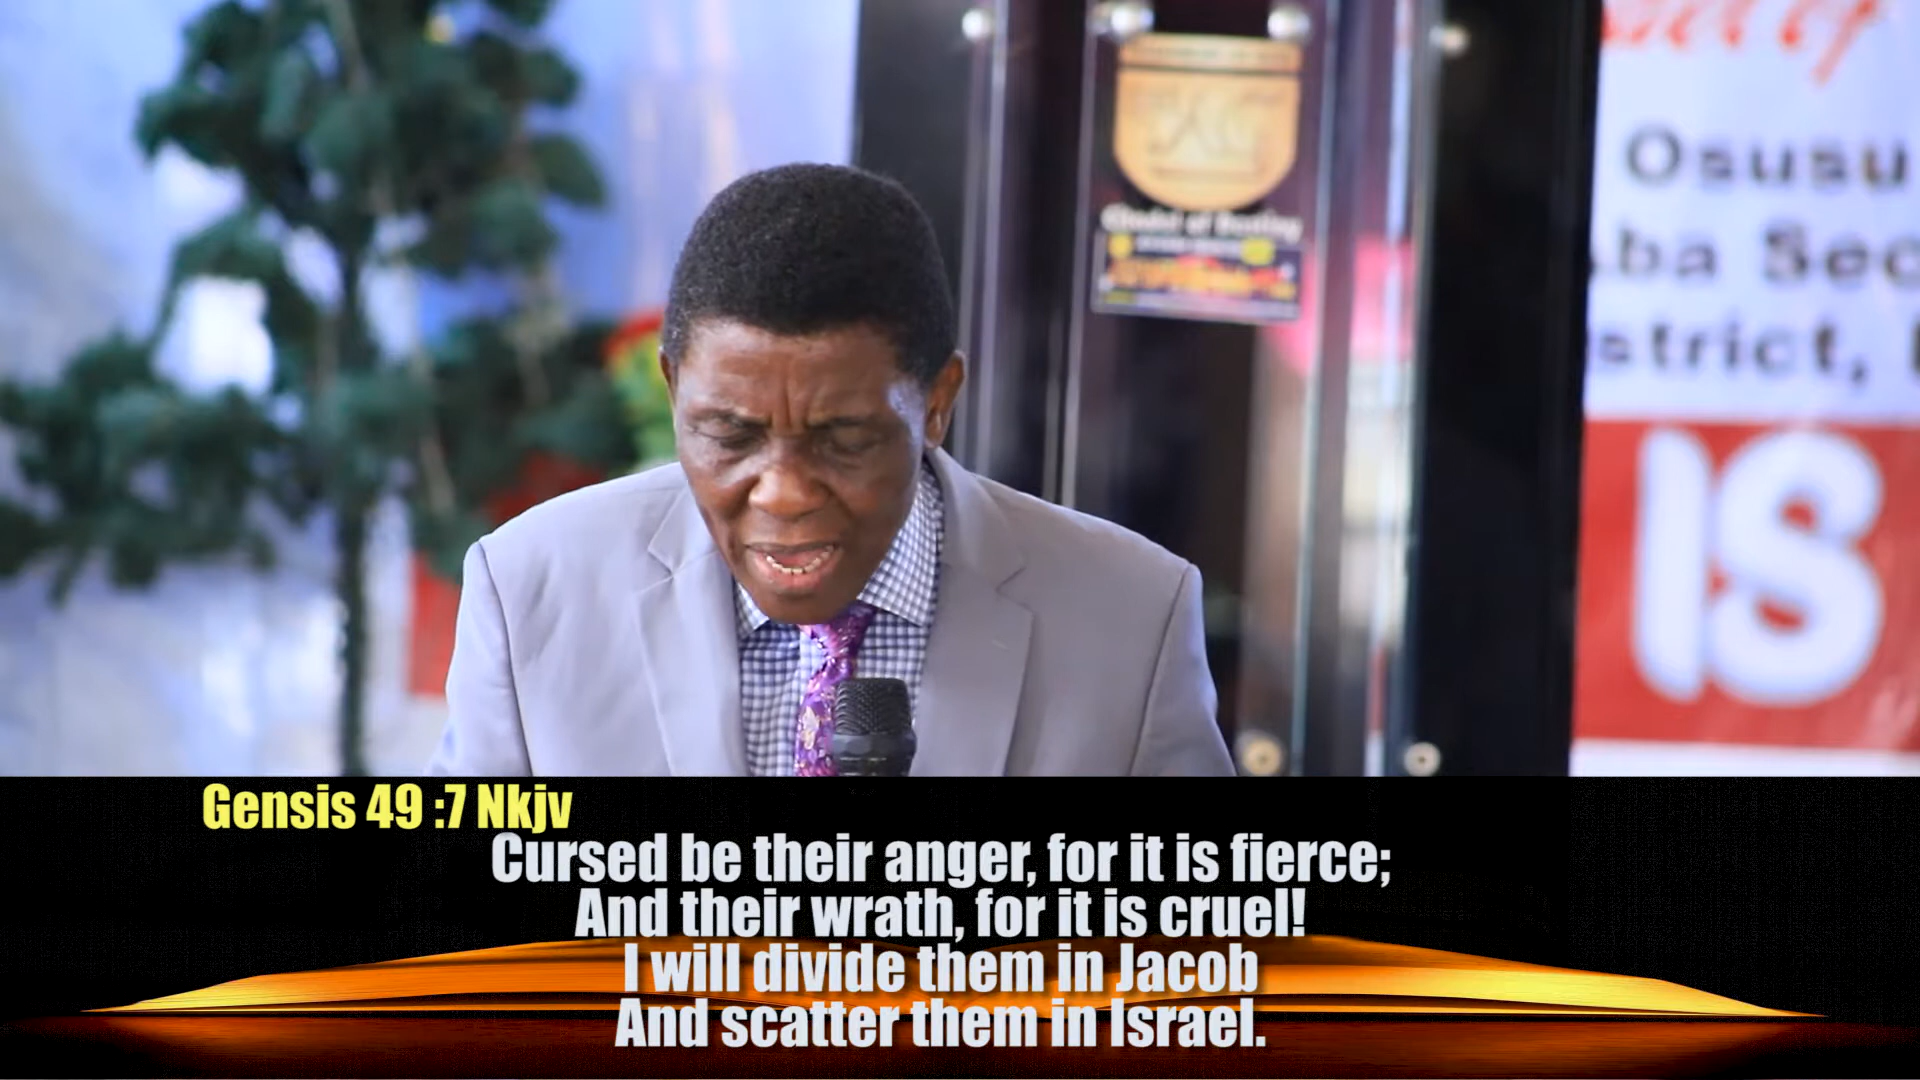 Osusu
ba Sec
strict,
IS
Gensis 49 :7 Nkjv
Cursed be their anger, for it is fierce;
And their wrath, for it is cruel!
I will divide them in Jacob
And scatter them in Israel.